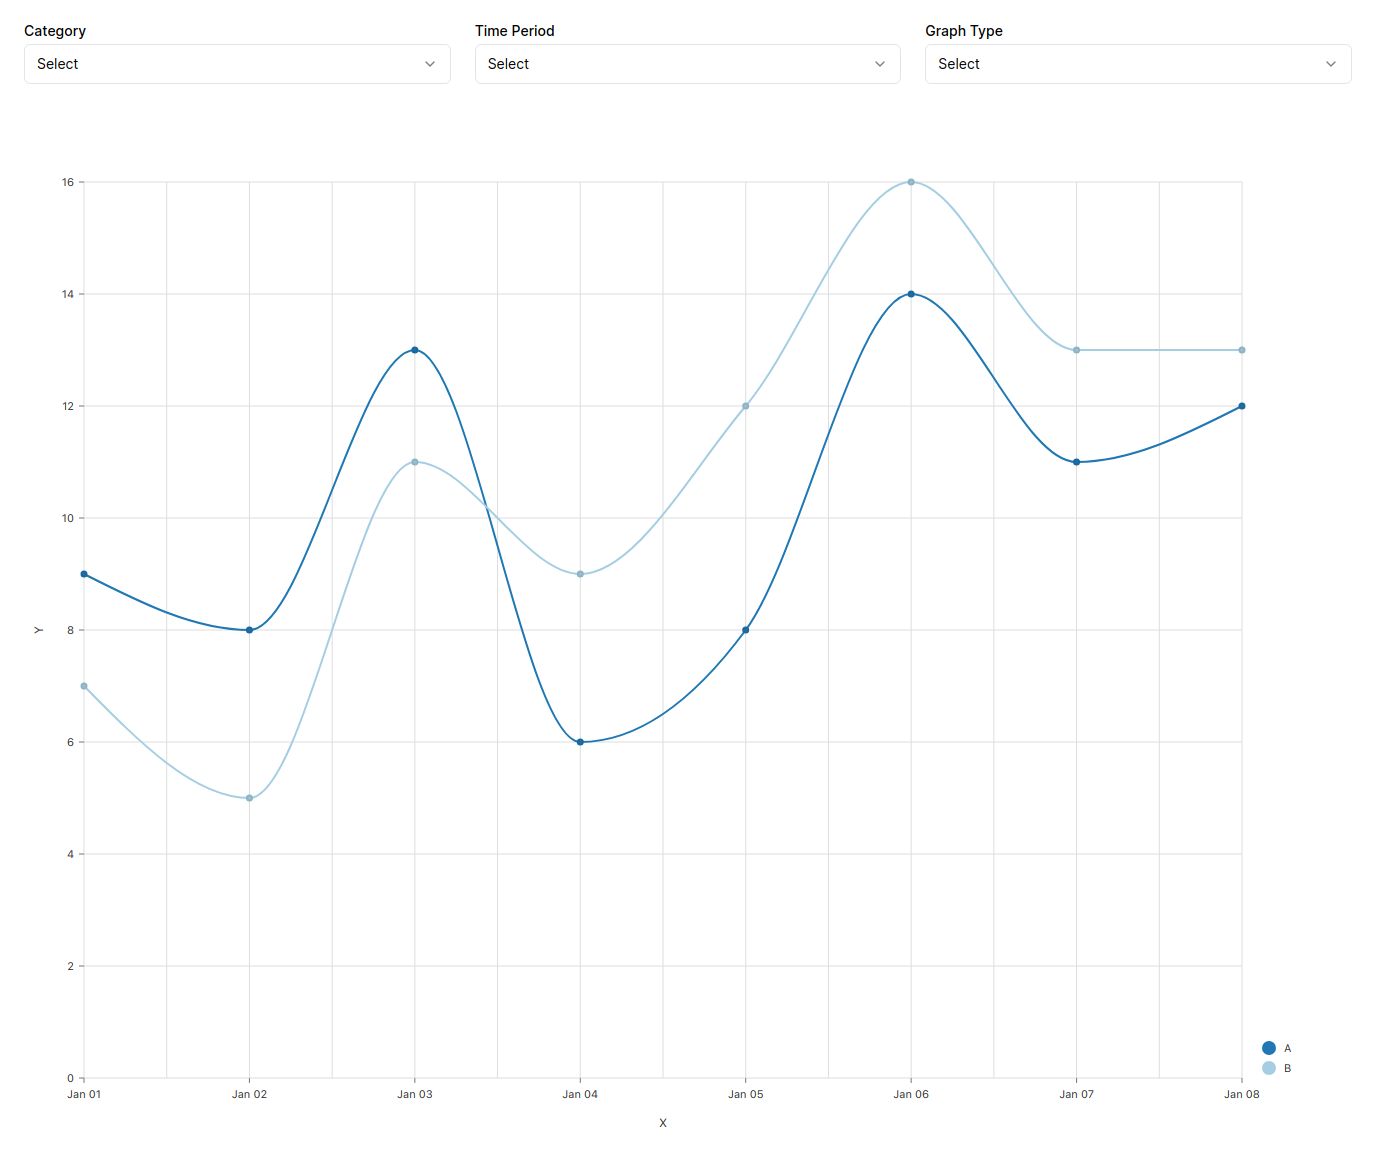 Category
Time Period
Graph Type
Select
Select
Select
16
14
12
10
8
6
4
2
0
Y
Jan 01
Jan 02
Jan 03
Jan 04
Jan 05
Jan 06
Jan 07
Jan 08
X
A
B